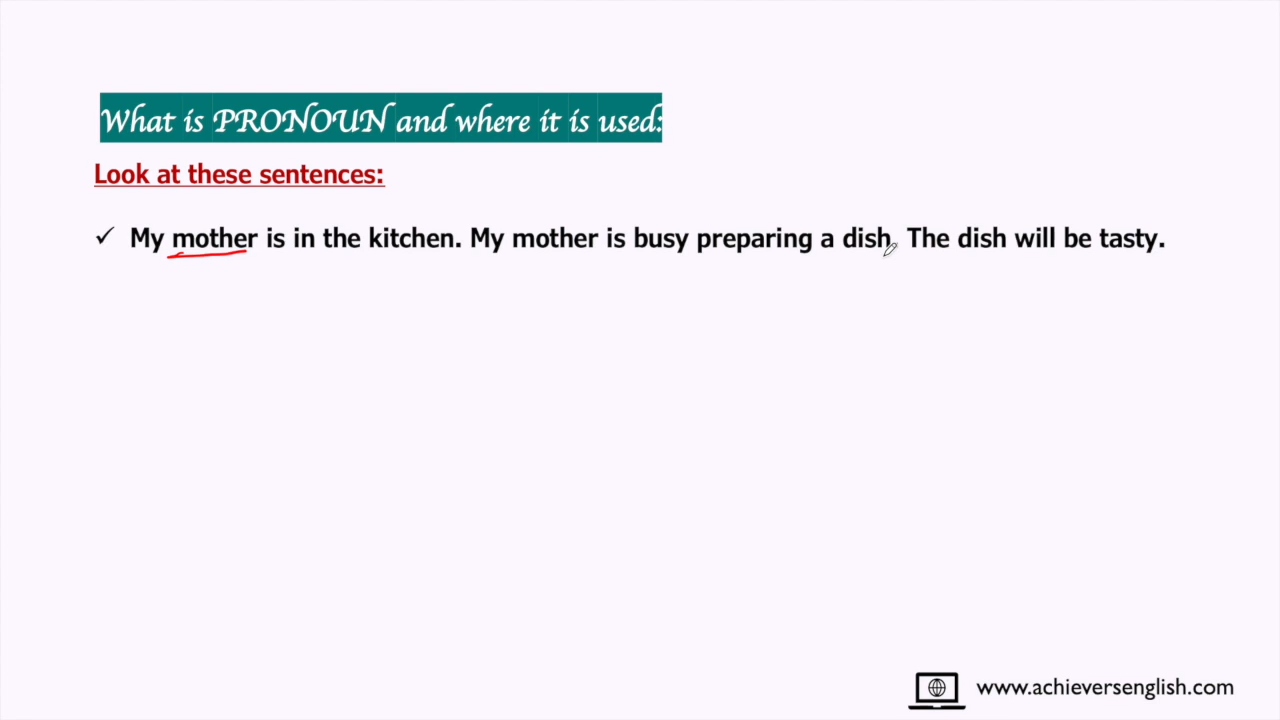 What is PRONOUN and where it is used:
Look at these sentences:
✓ My mother is in the kitchen. My mother is busy preparing a dish. The dish will be tasty.
www.achieversenglish.com